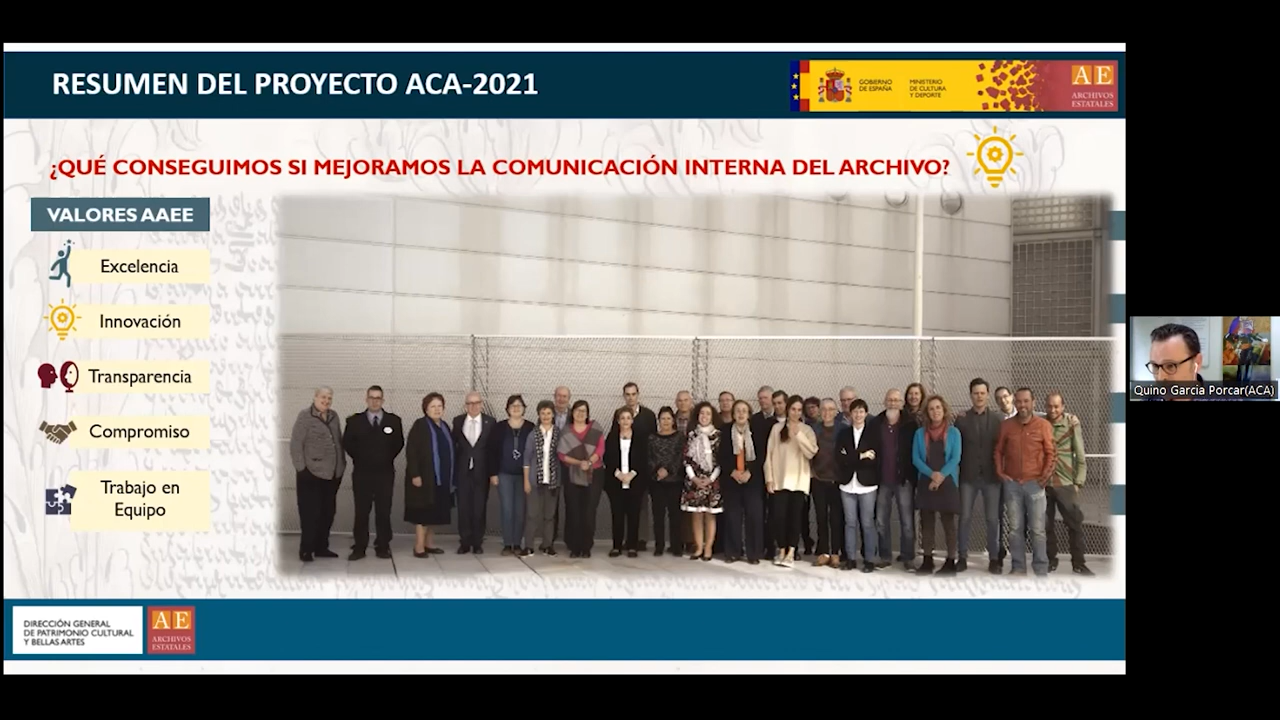 RESUMEN DEL PROYECTO ACA-2021
GOBIERNO
DE ESPAÑA
MINISTERIO
DE CULTURA
Y DEPORTE
AE
ARCHIVOS
ESTATALES
¿QUÉ CONSEGUIMOS SI MEJORAMOS LA COMUNICACIÓN INTERNA DEL ARCHIVO?
VALORES AAEE
Excelencia
Innovación
Transparencia
Compromiso
Trabajo en
Equipo
Quino García Porcar(ACA)
DIRECCIÓN GENERAL
DE PATRIMONIO CULTURAL
Y BELLAS ARTES
AE
ARCHIVOS
ESTATALES